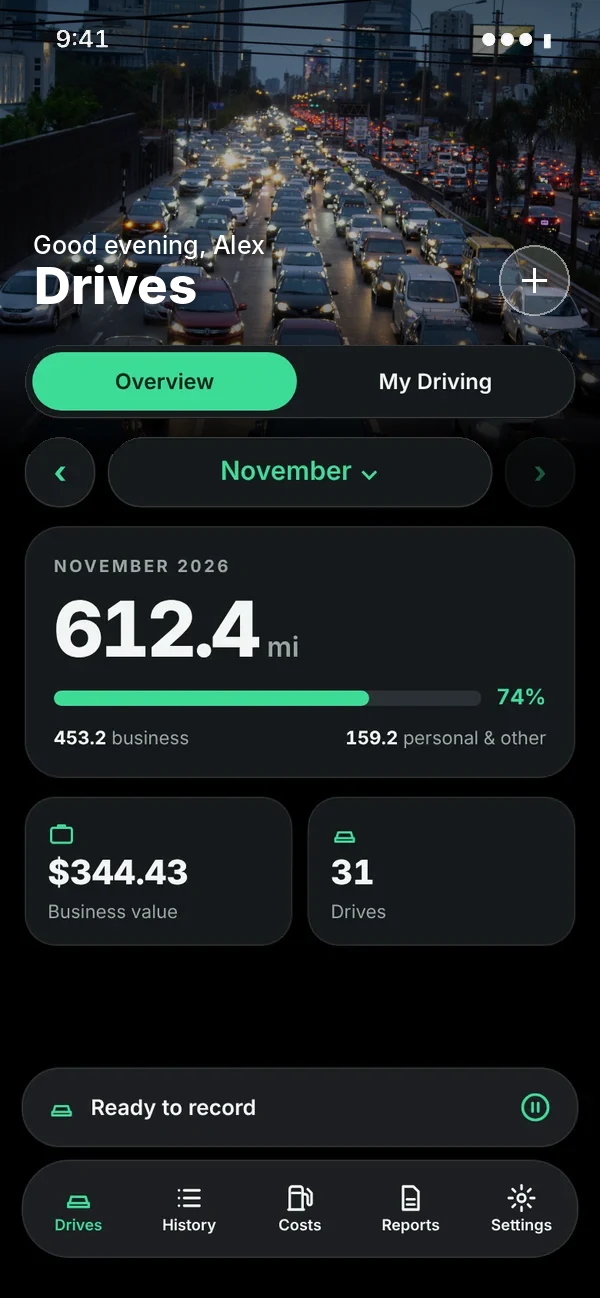 9:41
Good evening, Alex
Drives
Overview
My Driving
November
NOVEMBER 2026
612.4 mi
74%
453.2 business
159.2 personal & other
$344.43
Business value
31
Drives
Ready to record
Drives
History
Costs
Reports
Settings